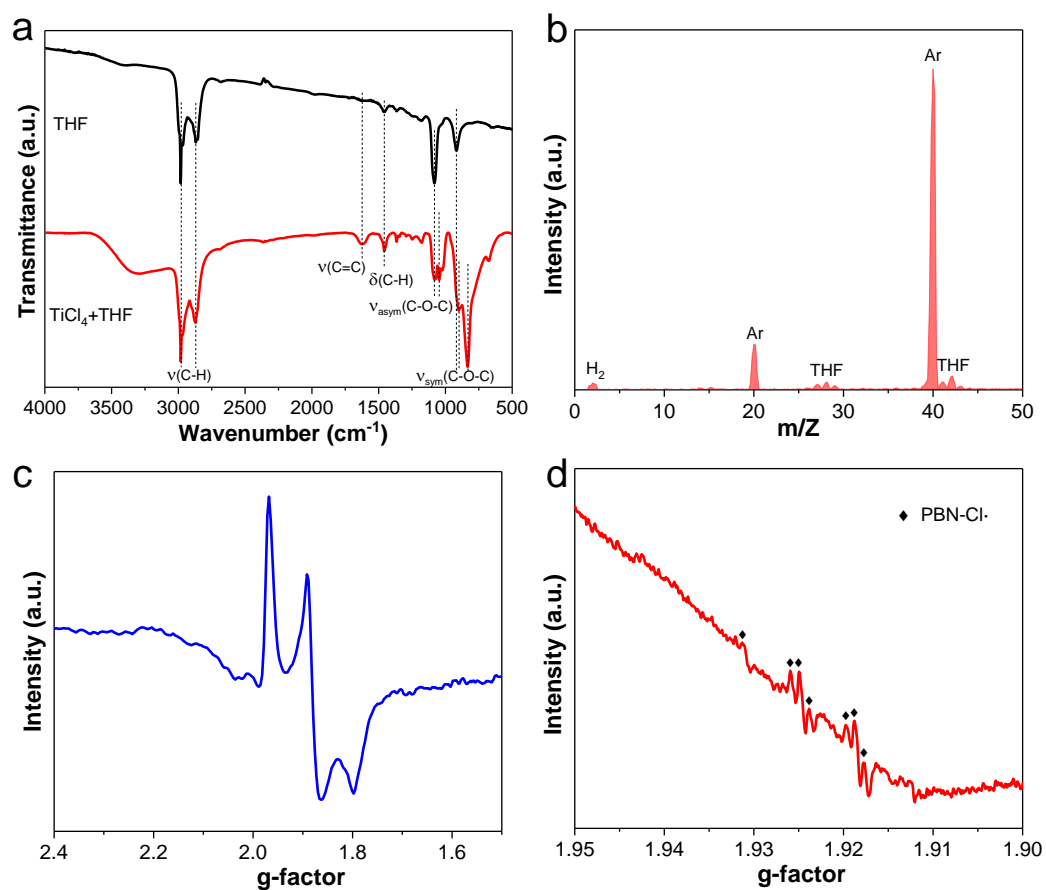 a
Transmittance (a.u.)
THF
TiCl₄+THF
ν(C=C)
δ(C-H)
νasym(C-O-C)
ν(C-H)
νsym(C-O-C)
4000 3500 3000 2500 2000 1500 1000 500
Wavenumber (cm⁻¹)
b
Intensity (a.u.)
Ar
Ar
H₂
THF
THF
0 10 20 30 40 50
m/Z
c
Intensity (a.u.)
2.4 2.2 2.0 1.8 1.6
g-factor
d
Intensity (a.u.)
♦ PBN-Cl·
1.95 1.94 1.93 1.92 1.91 1.90
g-factor